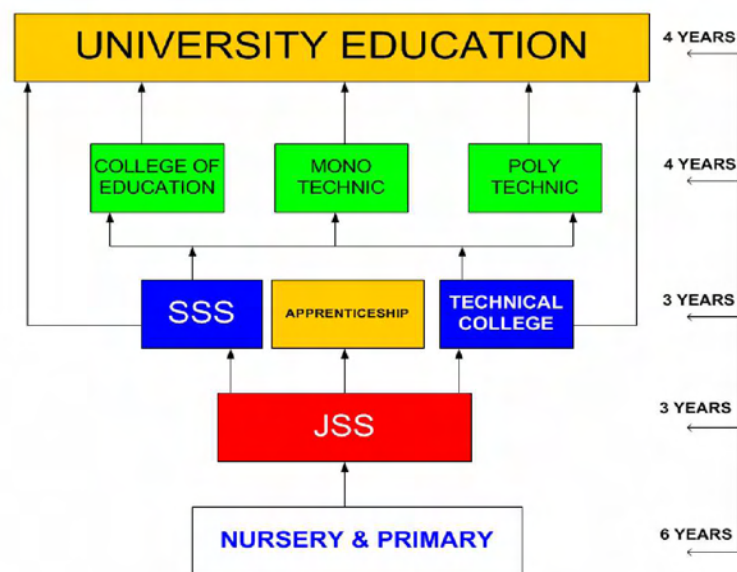 UNIVERSITY EDUCATION
4 YEARS
COLLEGE OF
EDUCATION
MONO
TECHNIC
POLY
TECHNIC
4 YEARS
SSS
APPRENTICESHIP
TECHNICAL
COLLEGE
3 YEARS
JSS
3 YEARS
NURSERY & PRIMARY
6 YEARS